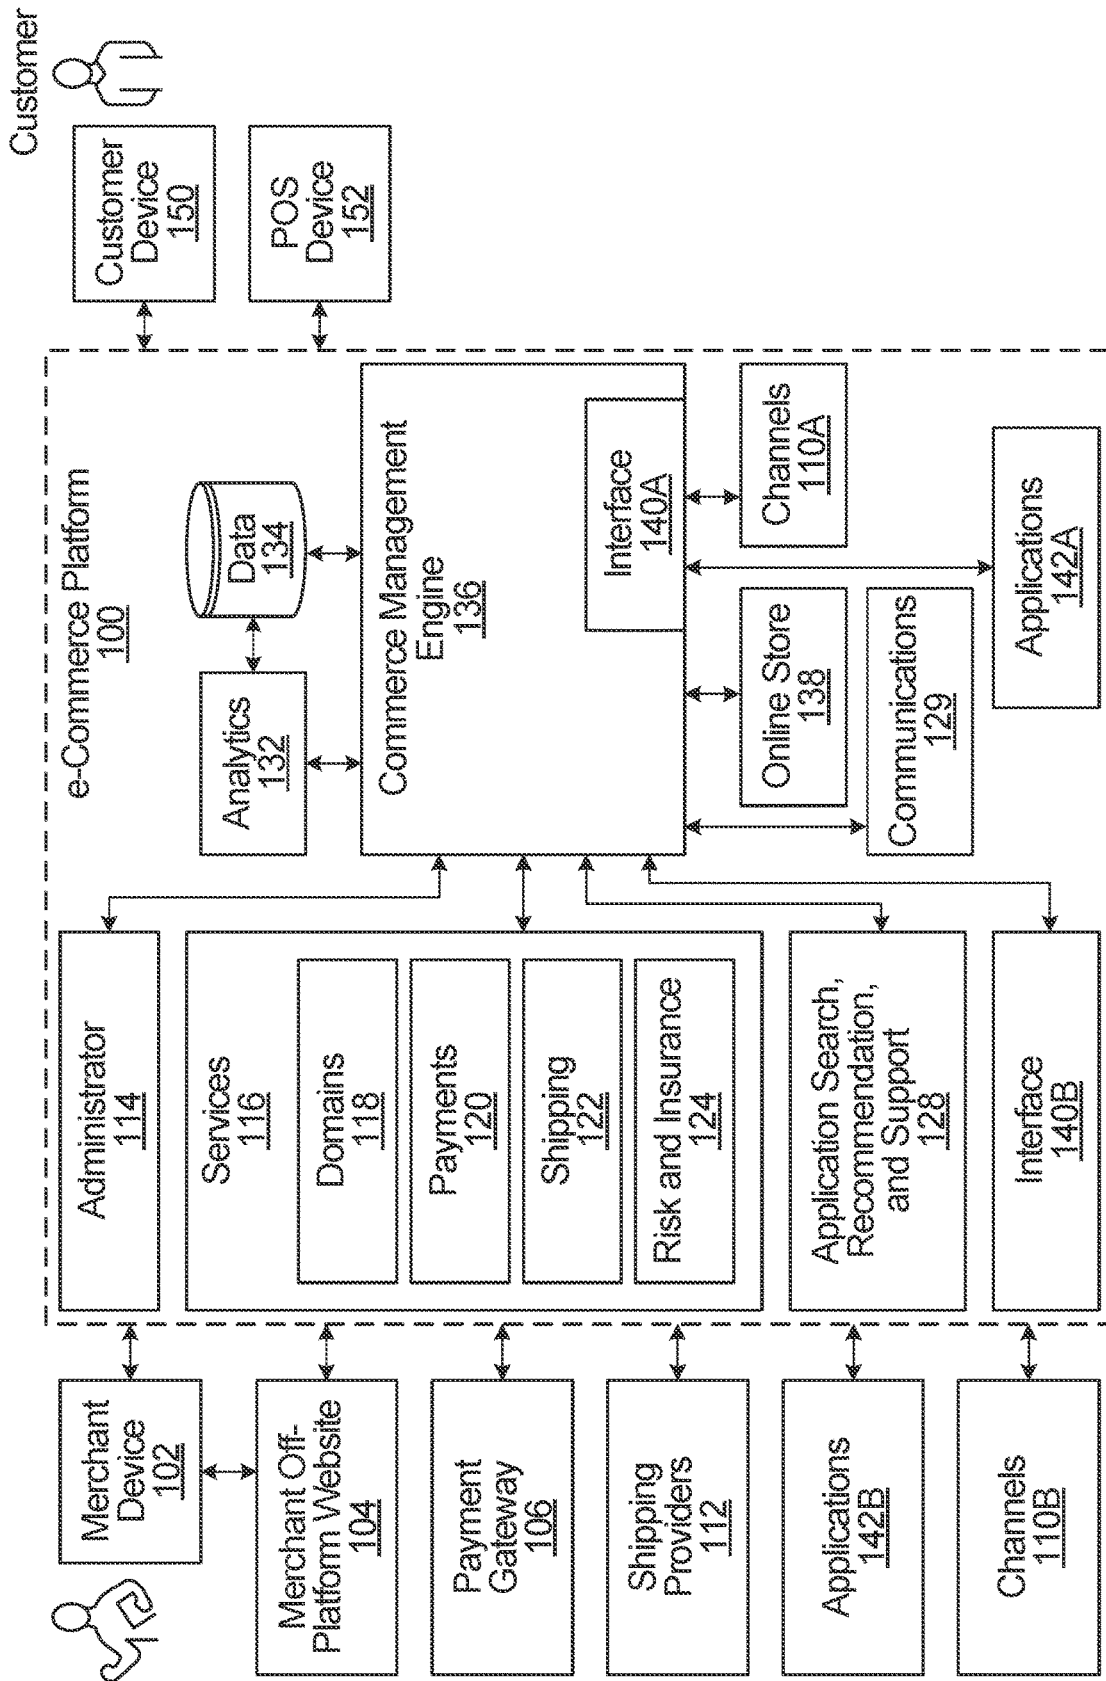 Customer
Customer
Device
150
POS
Device
152
e-Commerce Platform
100
Data
134
Analytics
132
Commerce Management
Engine
136
Interface
140A
Channels
110A
Online Store
138
Applications
142A
Communications
129
Administrator
114
Services
116
Domains
118
Payments
120
Shipping
122
Risk and Insurance
124
Application Search,
Recommendation,
and Support
128
Interface
140B
Merchant
Device
102
Merchant Off-
Platform Website
104
Payment
Gateway
106
Shipping
Providers
112
Applications
142B
Channels
110B